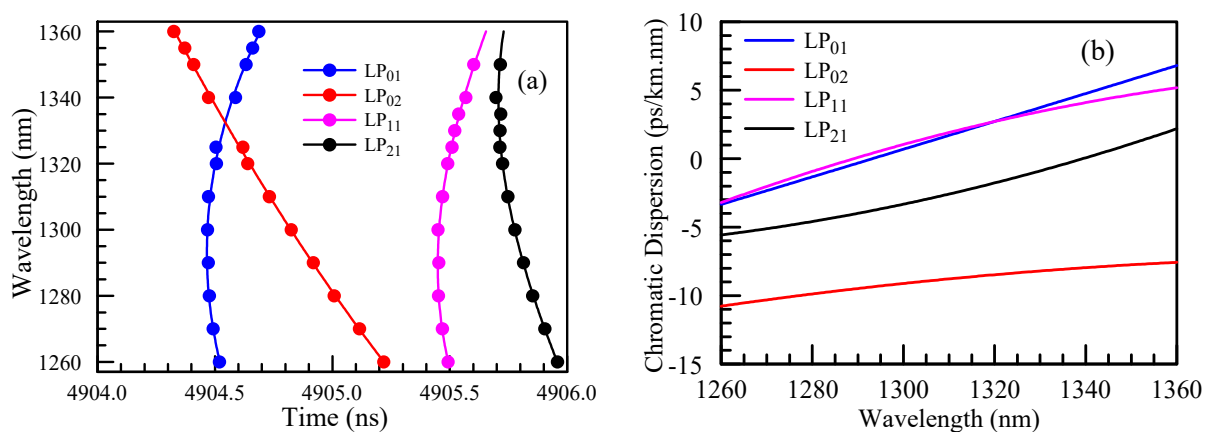 Wavelength (nm)
1360
1340
1320
1300
1280
1260
LP01
LP02
LP11
LP21
(a)
4904.0 4904.5 4905.0 4905.5 4906.0
Time (ns)
Chromatic Dispersion (ps/km.nm)
10
5
0
-5
-10
-15
LP01
LP02
LP11
LP21
(b)
1260 1280 1300 1320 1340 1360
Wavelength (nm)